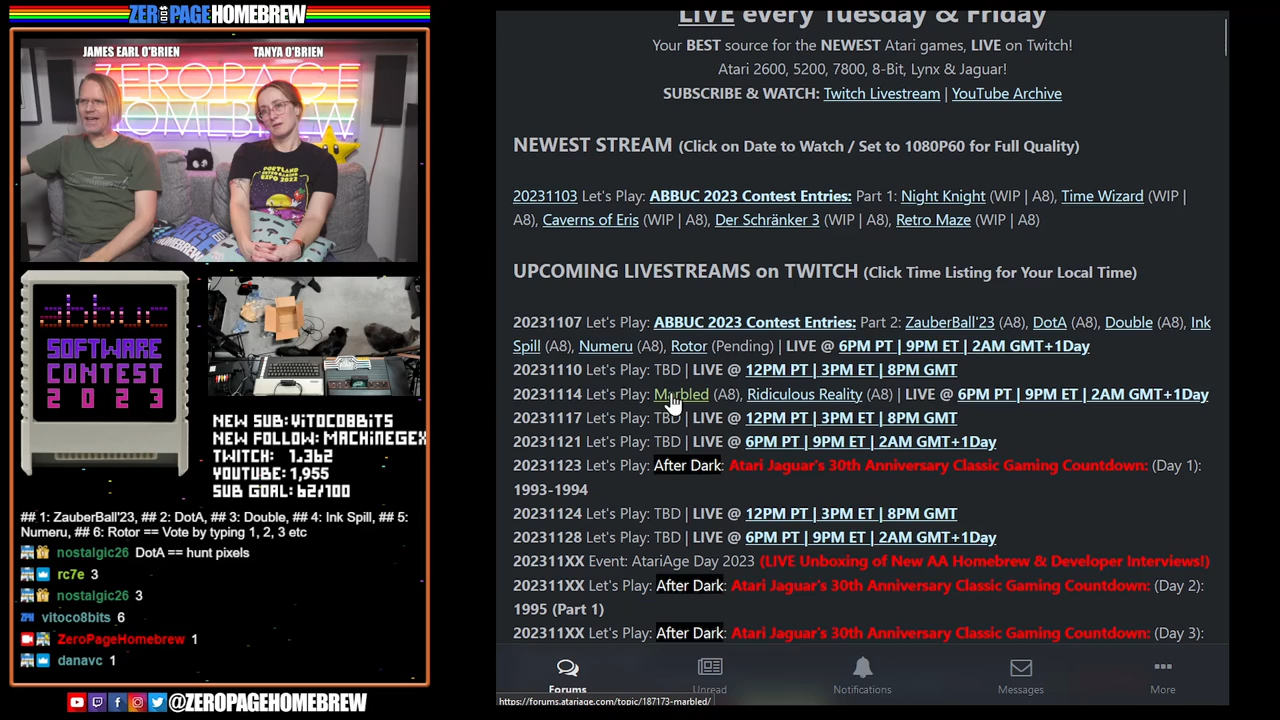 ZERO PAGE HOMEBREW
JAMES EARL O'BRIEN
TANYA O'BRIEN
ZEROPAGE
HOMEBREW
PORTLAND
RETRO GAMING
EXPO 2022
abbuc
SOFTWARE
CONTEST
2023
NEW SUB: VITOCO8BITS
NEW FOLLOW: MACHINEGEX
TWITCH: 1,362
YOUTUBE: 1,955
SUB GOAL: 62/100
## 1: ZauberBall'23, ## 2: DotA, ## 3: Double, ## 4: Ink Spill, ## 5:
Numeru, ## 6: Rotor == Vote by typing 1, 2, 3 etc
nostalgic26 DotA == hunt pixels
rc7e 3
nostalgic26 3
vitoco8bits 6
ZeroPageHomebrew 1
danavc 1
@ZEROPAGEHOMEBREW
LIVE every Tuesday & Friday
Your BEST source for the NEWEST Atari games, LIVE on Twitch!
Atari 2600, 5200, 7800, 8-Bit, Lynx & Jaguar!
SUBSCRIBE & WATCH: Twitch Livestream | YouTube Archive
NEWEST STREAM (Click on Date to Watch / Set to 1080P60 for Full Quality)
20231103 Let's Play: ABBUC 2023 Contest Entries: Part 1: Night Knight (WIP | A8), Time Wizard (WIP |
A8), Caverns of Eris (WIP | A8), Der Schränker 3 (WIP | A8), Retro Maze (WIP | A8)
UPCOMING LIVESTREAMS on TWITCH (Click Time Listing for Your Local Time)
20231107 Let's Play: ABBUC 2023 Contest Entries: Part 2: ZauberBall'23 (A8), DotA (A8), Double (A8), Ink
Spill (A8), Numeru (A8), Rotor (Pending) | LIVE @ 6PM PT | 9PM ET | 2AM GMT+1Day
20231110 Let's Play: TBD | LIVE @ 12PM PT | 3PM ET | 8PM GMT
20231114 Let's Play: Marbled (A8), Ridiculous Reality (A8) | LIVE @ 6PM PT | 9PM ET | 2AM GMT+1Day
20231117 Let's Play: TBD | LIVE @ 12PM PT | 3PM ET | 8PM GMT
20231121 Let's Play: TBD | LIVE @ 6PM PT | 9PM ET | 2AM GMT+1Day
20231123 Let's Play: After Dark: Atari Jaguar's 30th Anniversary Classic Gaming Countdown: (Day 1):
1993-1994
20231124 Let's Play: TBD | LIVE @ 12PM PT | 3PM ET | 8PM GMT
20231128 Let's Play: TBD | LIVE @ 6PM PT | 9PM ET | 2AM GMT+1Day
202311XX Event: AtariAge Day 2023 (LIVE Unboxing of New AA Homebrew & Developer Interviews!)
202311XX Let's Play: After Dark: Atari Jaguar's 30th Anniversary Classic Gaming Countdown: (Day 2):
1995 (Part 1)
202311XX Let's Play: After Dark: Atari Jaguar's 30th Anniversary Classic Gaming Countdown: (Day 3):
Forums
Unread
Notifications
Messages
More
https://forums.atariage.com/topic/187173-marbled/